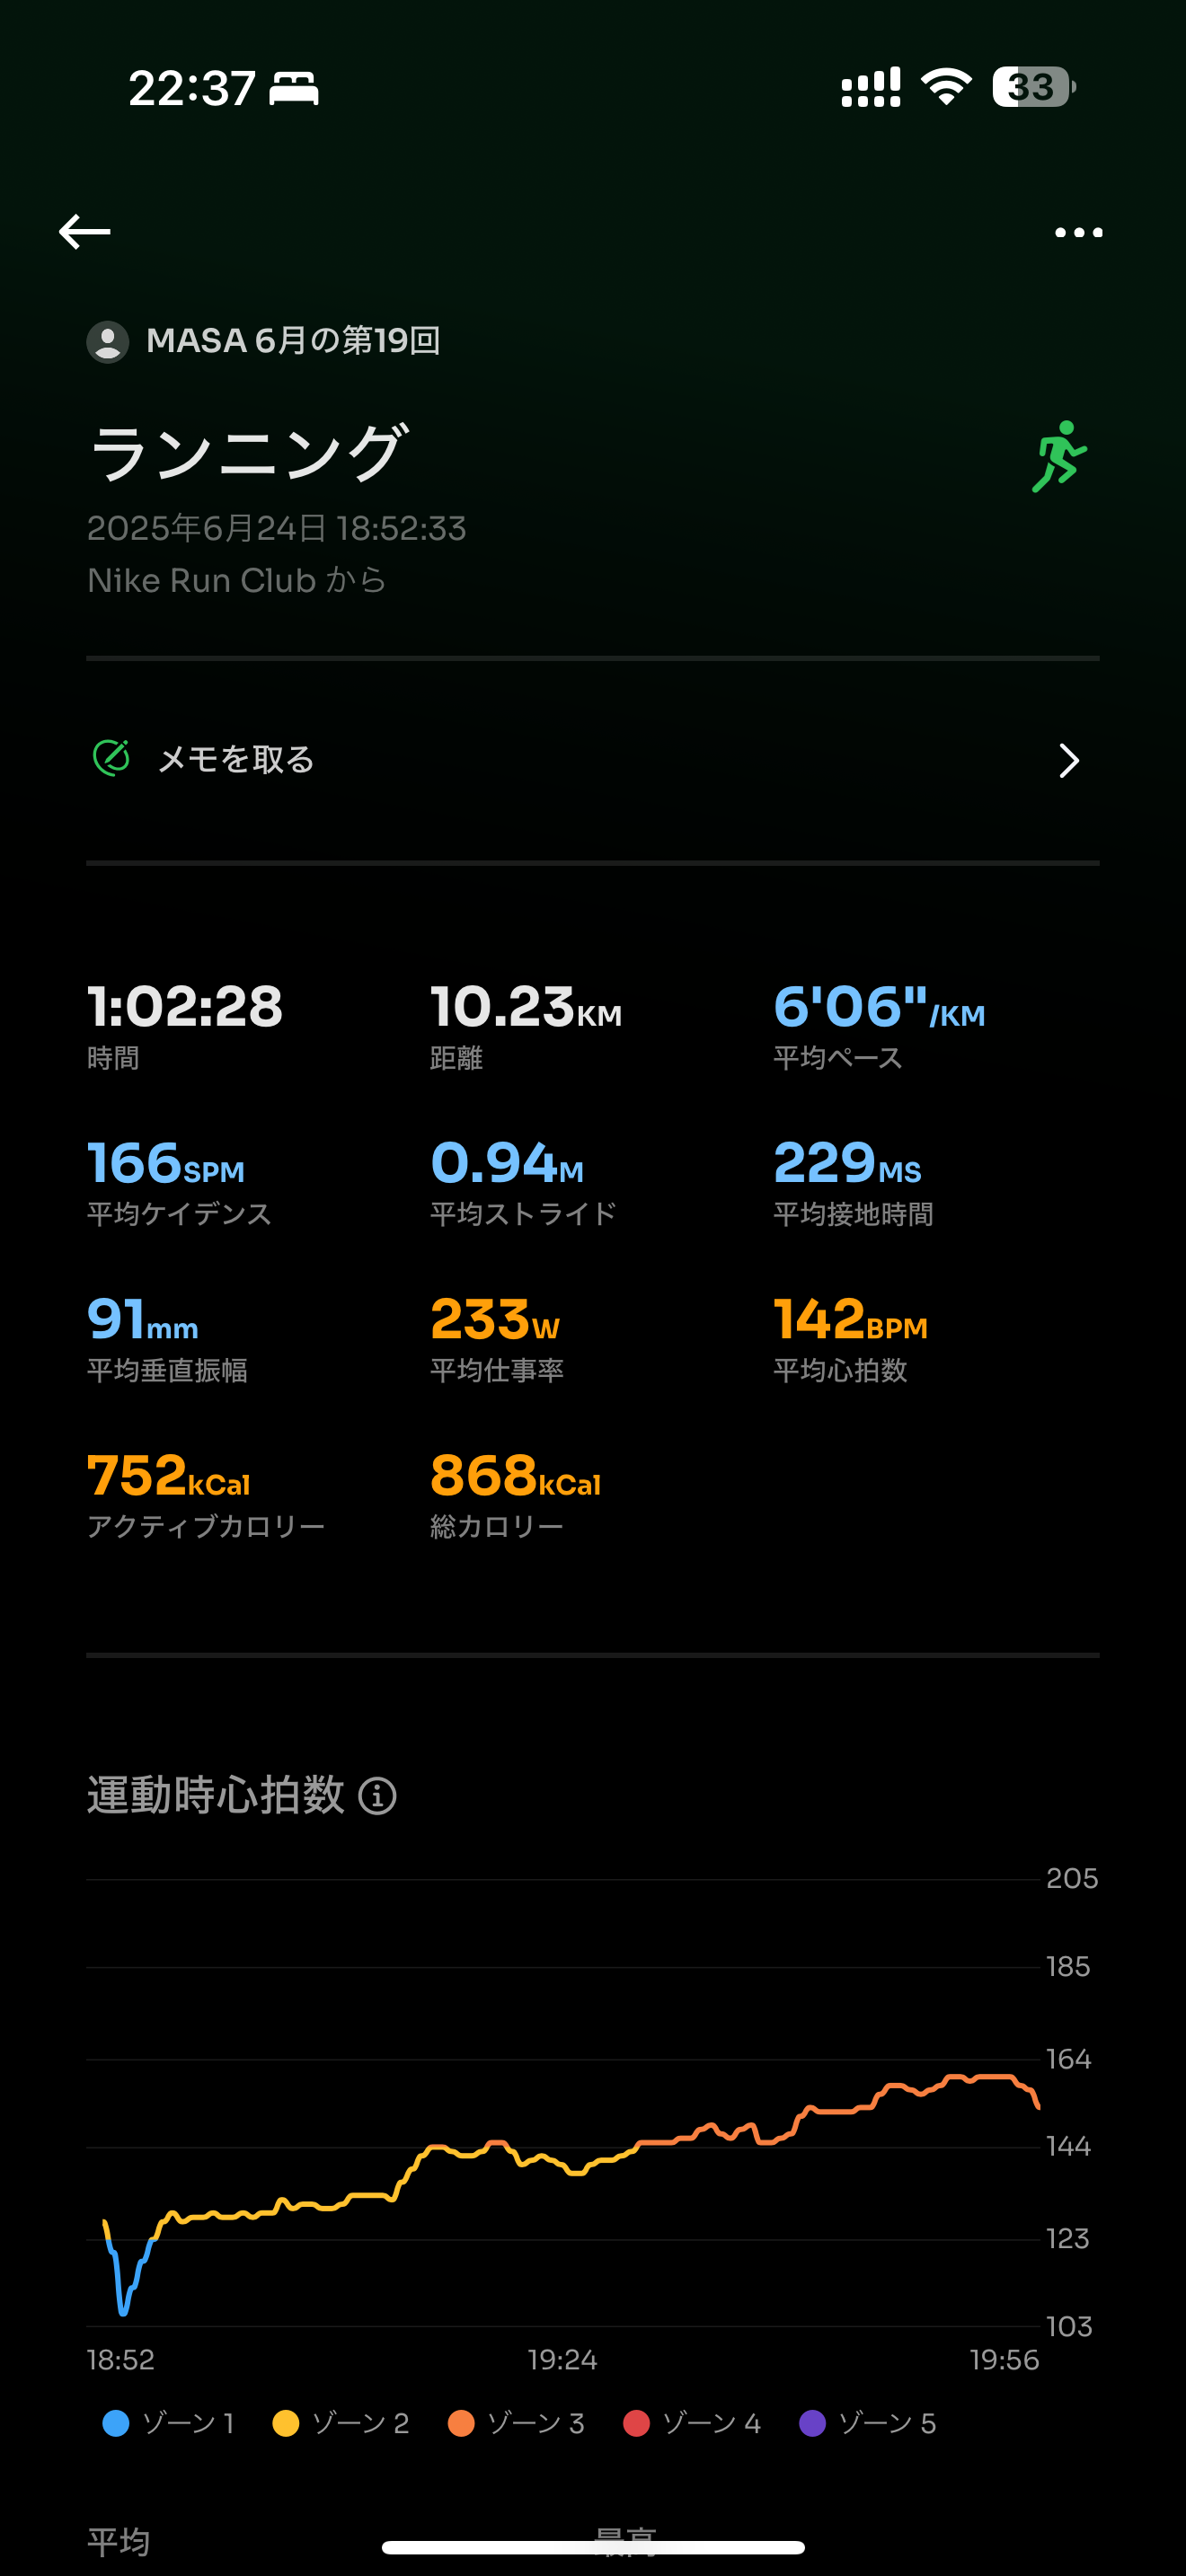 22:37
33
MASA 6月の第19回
ランニング
2025年6月24日 18:52:33
Nike Run Club から
メモを取る
1:02:28 10.23KM 6'06"/KM
時間 距離 平均ペース
166SPM 0.94M 229MS
平均ケイデンス 平均ストライド 平均接地時間
91mm 233W 142BPM
平均垂直振幅 平均仕事率 平均心拍数
752kCal 868kCal
アクティブカロリー 総カロリー
運動時心拍数
205
185
164
144
123
103
18:52 19:24 19:56
ゾーン 1 ゾーン 2 ゾーン 3 ゾーン 4 ゾーン 5
平均 最高